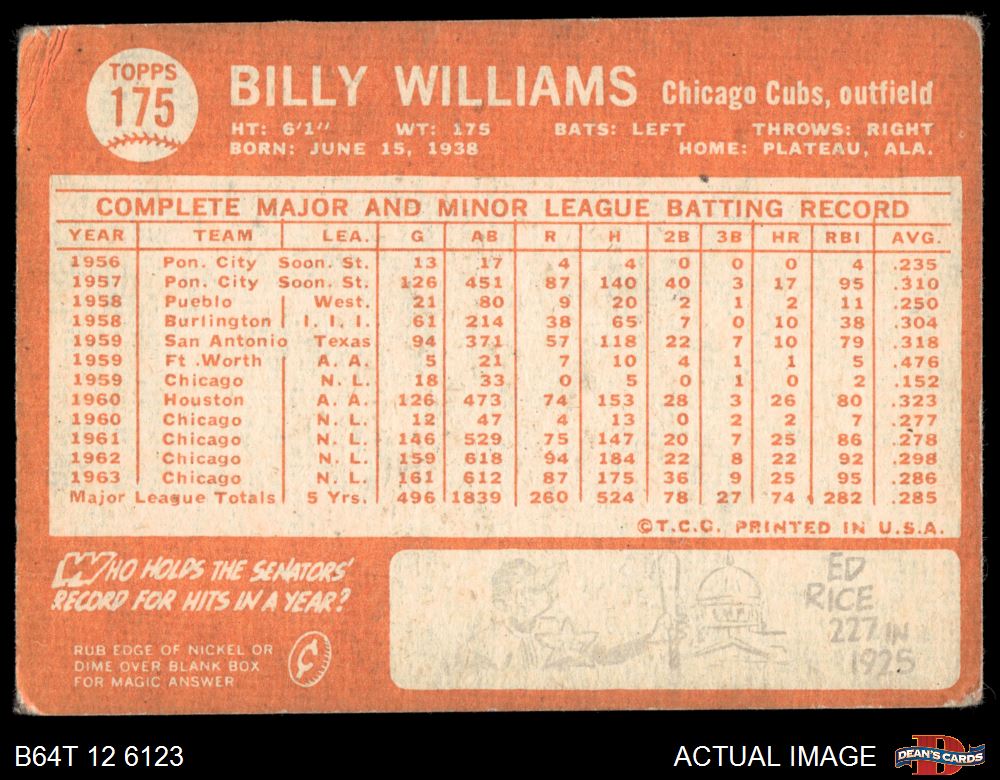 TOPPS
175
BILLY WILLIAMS Chicago Cubs, outfield
HT: 6'1" WT: 175 BATS: LEFT THROWS: RIGHT
BORN: JUNE 15, 1938 HOME: PLATEAU, ALA.
COMPLETE MAJOR AND MINOR LEAGUE BATTING RECORD
YEAR TEAM LEA. G AB R H 2B 3B HR RBI AVG.
1956 Pon. City Soon. St. 13 17 4 4 0 0 0 4 .235
1957 Pon. City Soon. St. 126 451 87 140 40 3 17 95 .310
1958 Pueblo West. 21 80 9 20 2 1 2 11 .250
1958 Burlington I. I. I. 61 214 38 65 7 0 10 38 .304
1959 San Antonio Texas 94 371 57 118 22 7 10 79 .318
1959 Ft .Worth A. A. 5 21 7 10 4 1 1 5 .476
1959 Chicago N. L. 18 33 0 5 0 1 0 2 .152
1960 Houston A. A. 126 473 74 153 28 3 26 80 .323
1960 Chicago N. L. 12 47 4 13 0 2 2 7 .277
1961 Chicago N. L. 146 529 75 147 20 7 25 86 .278
1962 Chicago N. L. 159 618 94 184 22 8 22 92 .298
1963 Chicago N. L. 161 612 87 175 36 9 25 95 .286
Major League Totals 5 Yrs. 496 1839 260 524 78 27 74 282 .285
©T.C.G. PRINTED IN U.S.A.
WHO HOLDS THE SENATORS'
RECORD FOR HITS IN A YEAR?
RUB EDGE OF NICKEL OR
DIME OVER BLANK BOX
FOR MAGIC ANSWER
¢
ED
RICE
227 IN
1925
B64T 12 6123 ACTUAL IMAGE
DEAN'S CARDS